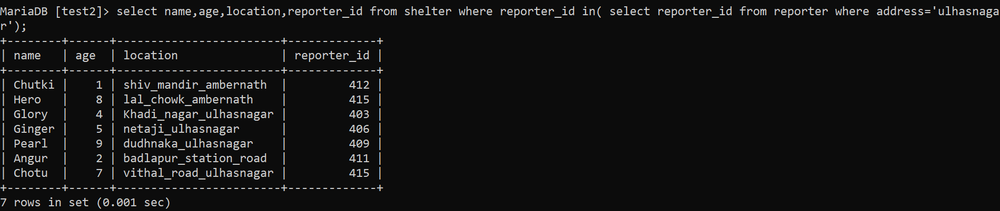 MariaDB [test2]> select name,age,location,reporter_id from shelter where reporter_id in( select reporter_id from reporter where address='ulhasnaga
r');
+--------+------+------------------------+-------------+
| name   | age  | location               | reporter_id |
+--------+------+------------------------+-------------+
| Chutki |    1 | shiv_mandir_ambernath  |         412 |
| Hero   |    8 | lal_chowk_ambernath    |         415 |
| Glory  |    4 | Khadi_nagar_ulhasnagar |         403 |
| Ginger |    5 | netaji_ulhasnagar      |         406 |
| Pearl  |    9 | dudhnaka_ulhasnagar    |         409 |
| Angur  |    2 | badlapur_station_road  |         411 |
| Chotu  |    7 | vithal_road_ulhasnagar |         415 |
+--------+------+------------------------+-------------+
7 rows in set (0.001 sec)